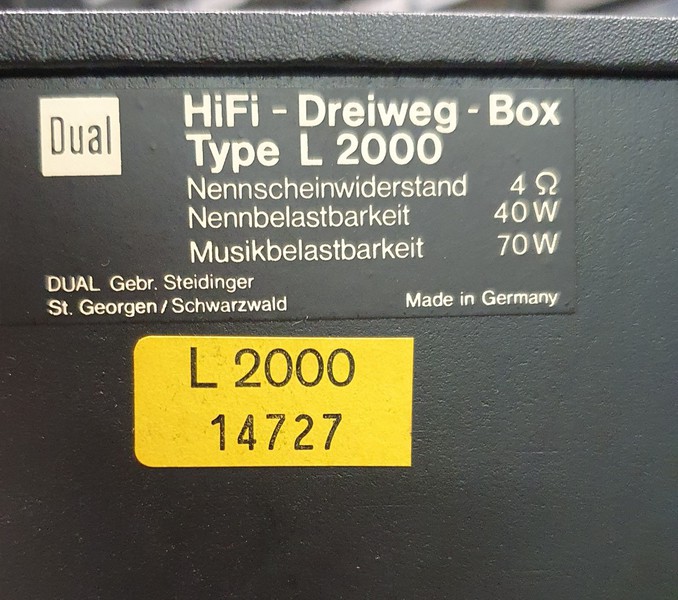 Dual
HiFi - Dreiweg - Box
Type L 2000
Nennscheinwiderstand 4 Ω
Nennbelastbarkeit 40 W
Musikbelastbarkeit 70 W
DUAL Gebr. Steidinger
St. Georgen / Schwarzwald Made in Germany
L 2000
14727